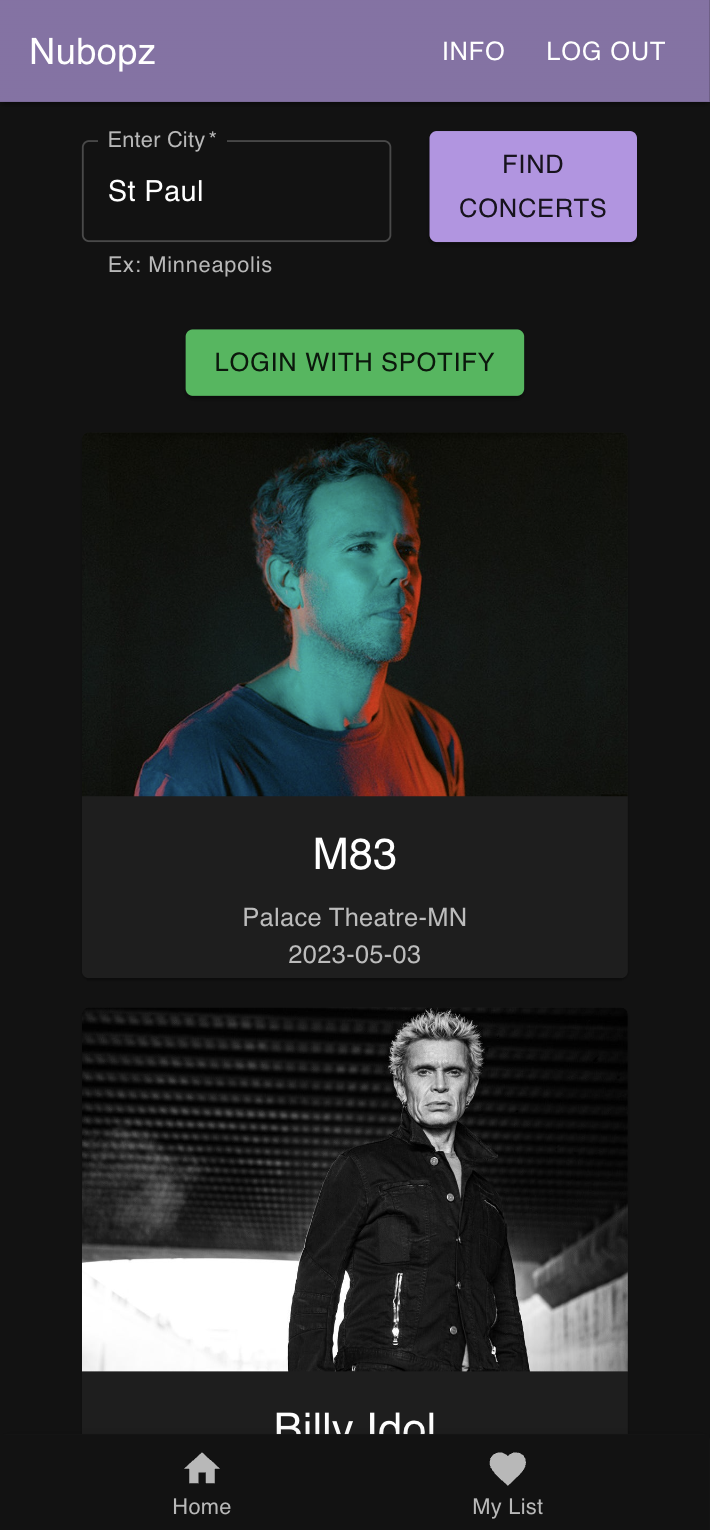 Nubopz
INFO LOG OUT
Enter City *
St Paul
FIND
CONCERTS
Ex: Minneapolis
LOGIN WITH SPOTIFY
M83
Palace Theatre-MN
2023-05-03
Billy Idol
Home My List